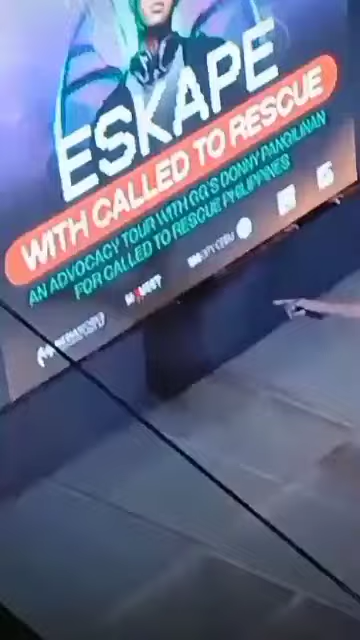 ESKAPE
WITH CALLED TO RESCUE
AN ADVOCACY TOUR WITH GG'S DONNY PANGILINAN
FOR CALLED TO RESCUE PHILIPPINES